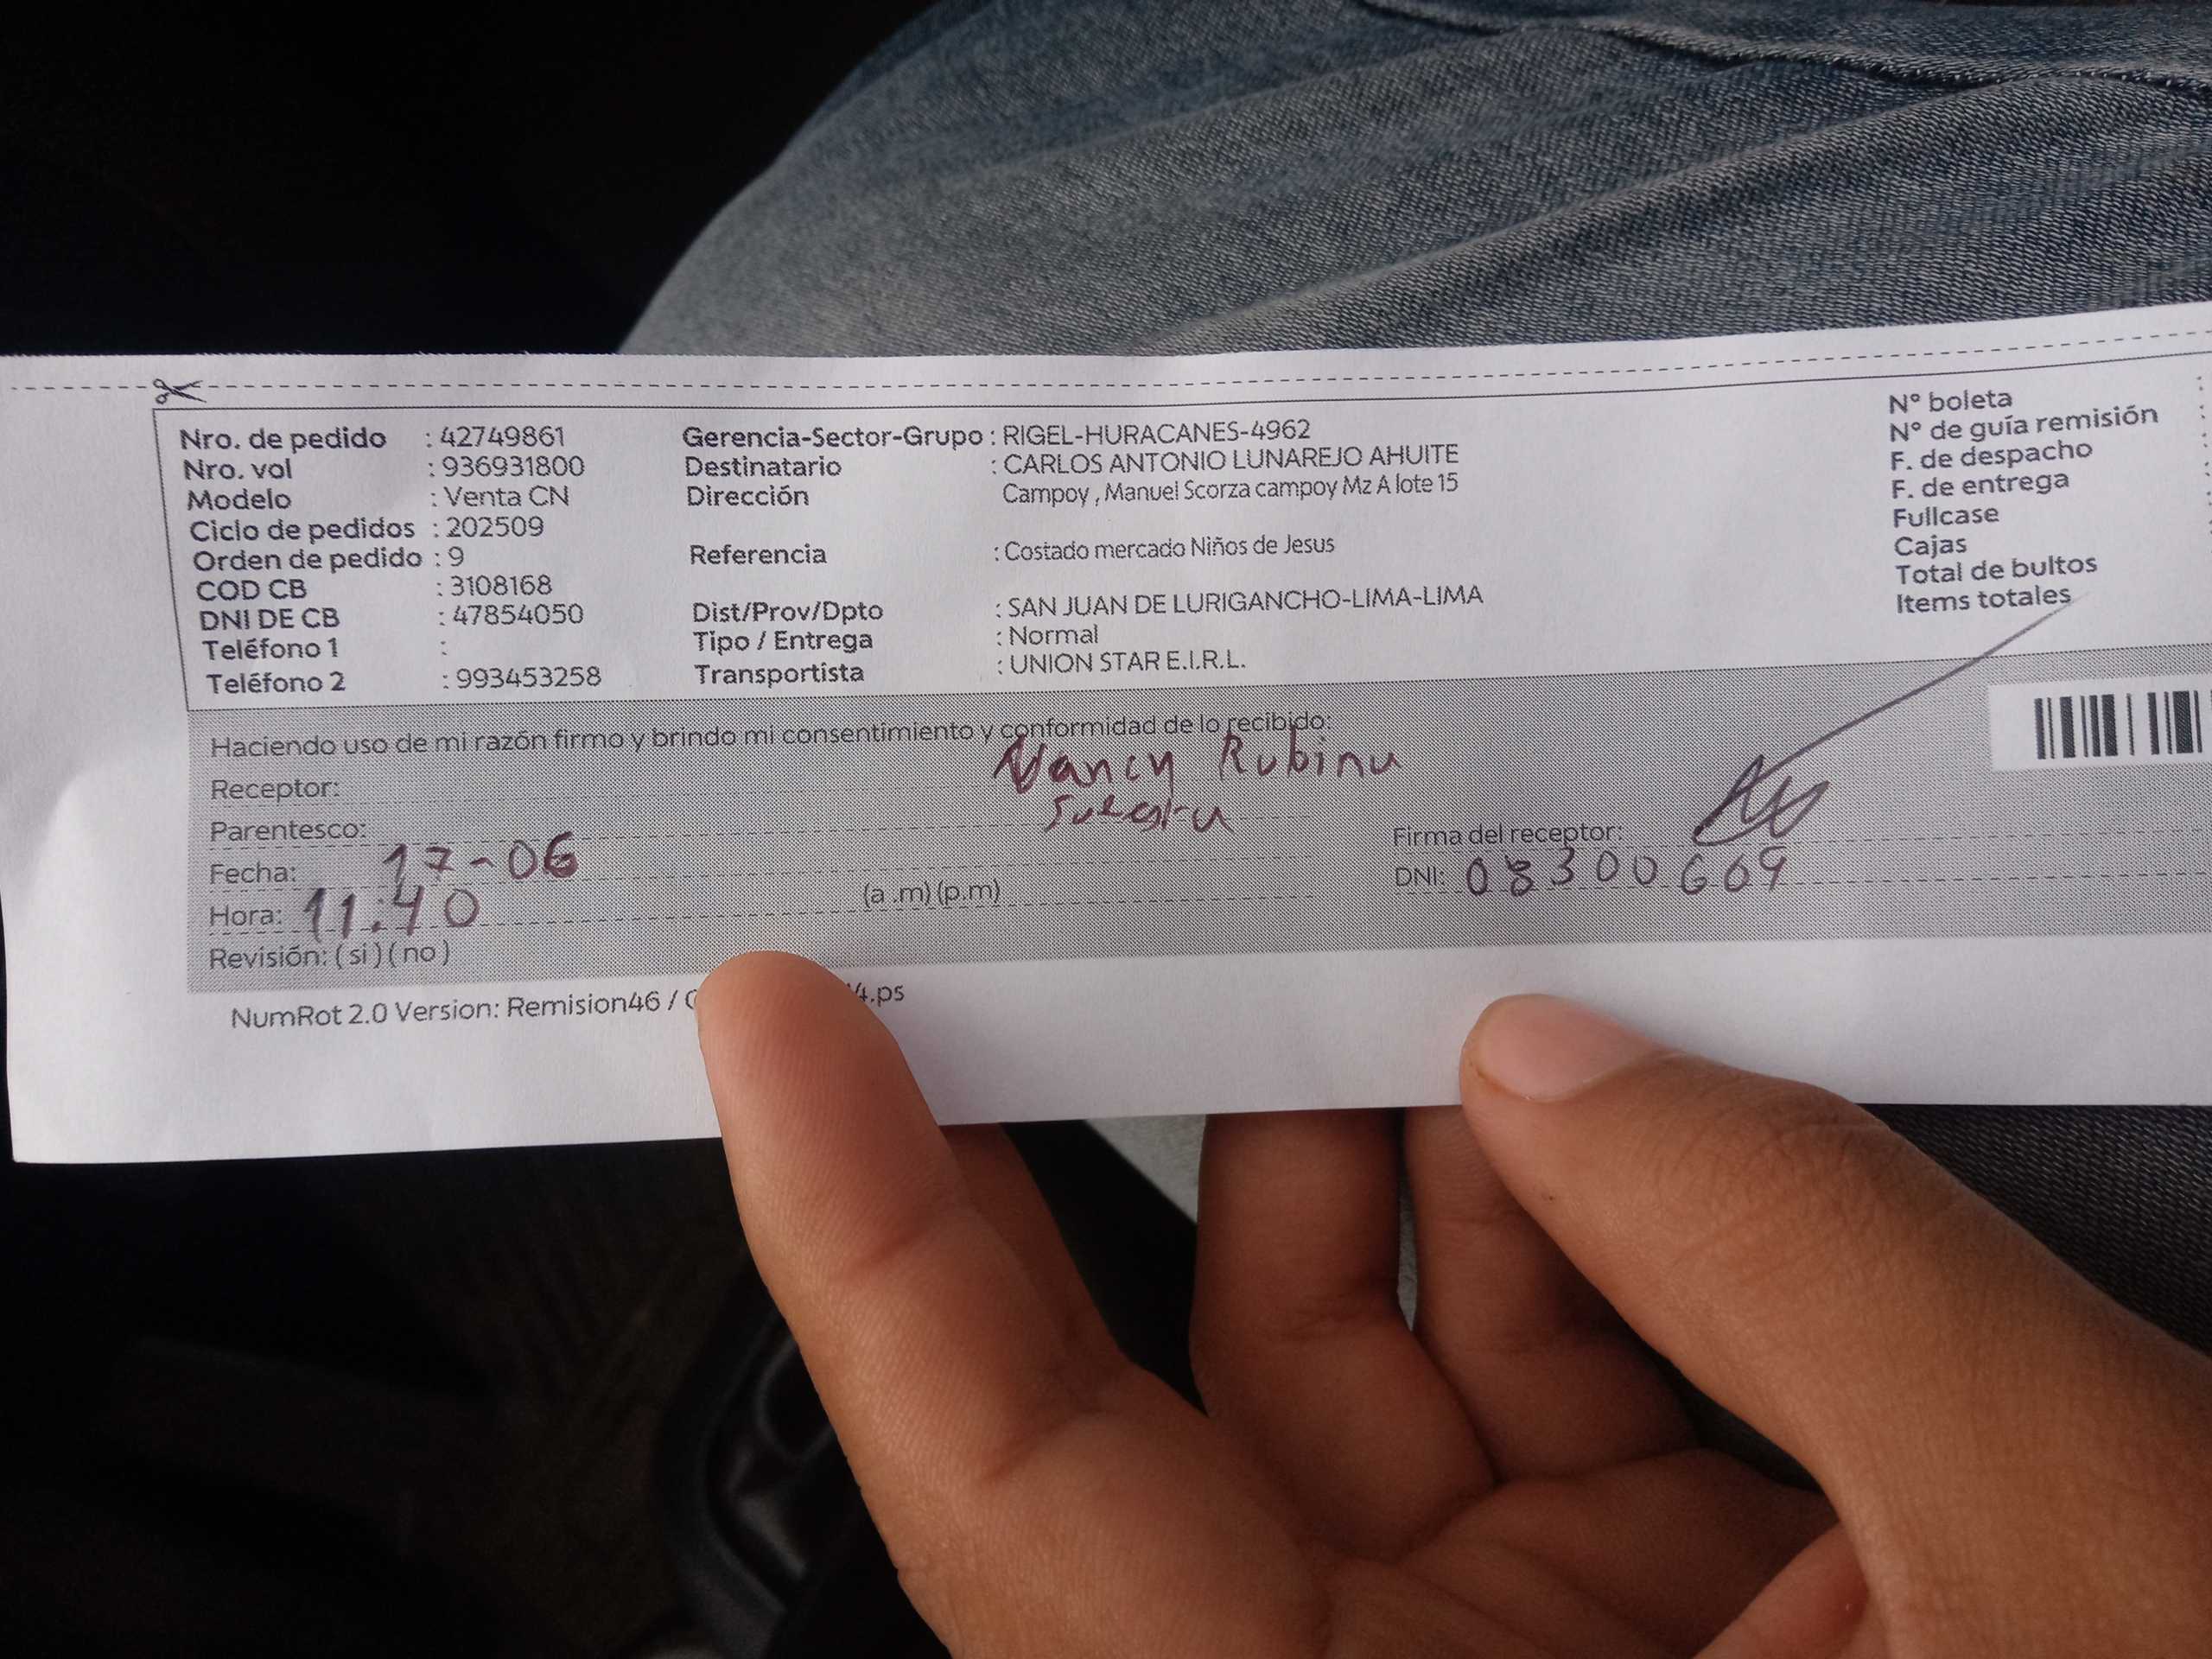 Nro. de pedido : 42749861
Nro. vol : 936931800
Modelo : Venta CN
Ciclo de pedidos : 202509
Orden de pedido : 9
COD CB : 3108168
DNI DE CB : 47854050
Teléfono 1 :
Teléfono 2 : 993453258
Gerencia-Sector-Grupo : RIGEL-HURACANES-4962
Destinatario : CARLOS ANTONIO LUNAREJO AHUITE
Dirección Campoy , Manuel Scorza campoy Mz A lote 15
Referencia : Costado mercado Niños de Jesus
Dist/Prov/Dpto : SAN JUAN DE LURIGANCHO-LIMA-LIMA
Tipo / Entrega : Normal
Transportista : UNION STAR E.I.R.L.
N° boleta :
N° de guía remisión :
F. de despacho :
F. de entrega :
Fullcase
Cajas
Total de bultos
Items totales
Haciendo uso de mi razón firmo y brindo mi consentimiento y conformidad de lo recibido:
Receptor: Nancy Rubinu
Parentesco: suegra
Fecha: 17-06
Hora: 11:40 (a .m) (p.m)
Revisión: ( si ) ( no )
Firma del receptor:
DNI: 08300669
NumRot 2.0 Version: Remision46 / 4.ps